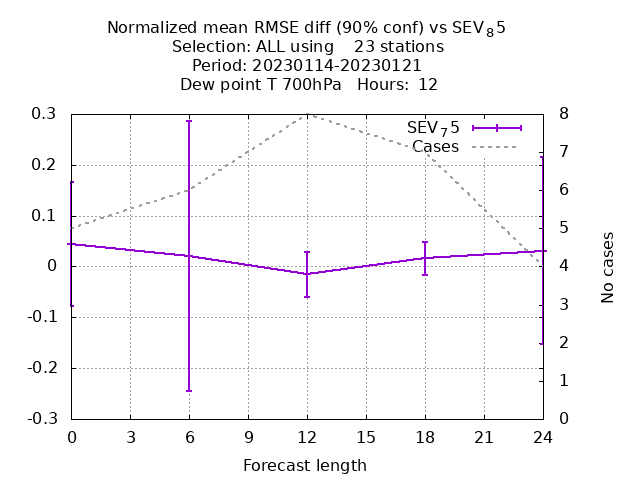 Normalized mean RMSE diff (90% conf) vs SEV₈5
Selection: ALL using    23 stations
Period: 20230114-20230121
Dew point T 700hPa   Hours:  12
SEV₇5
Cases
0.3
0.2
0.1
0
-0.1
-0.2
-0.3
8
7
6
5
4
3
2
1
0
No cases
0 3 6 9 12 15 18 21 24
Forecast length